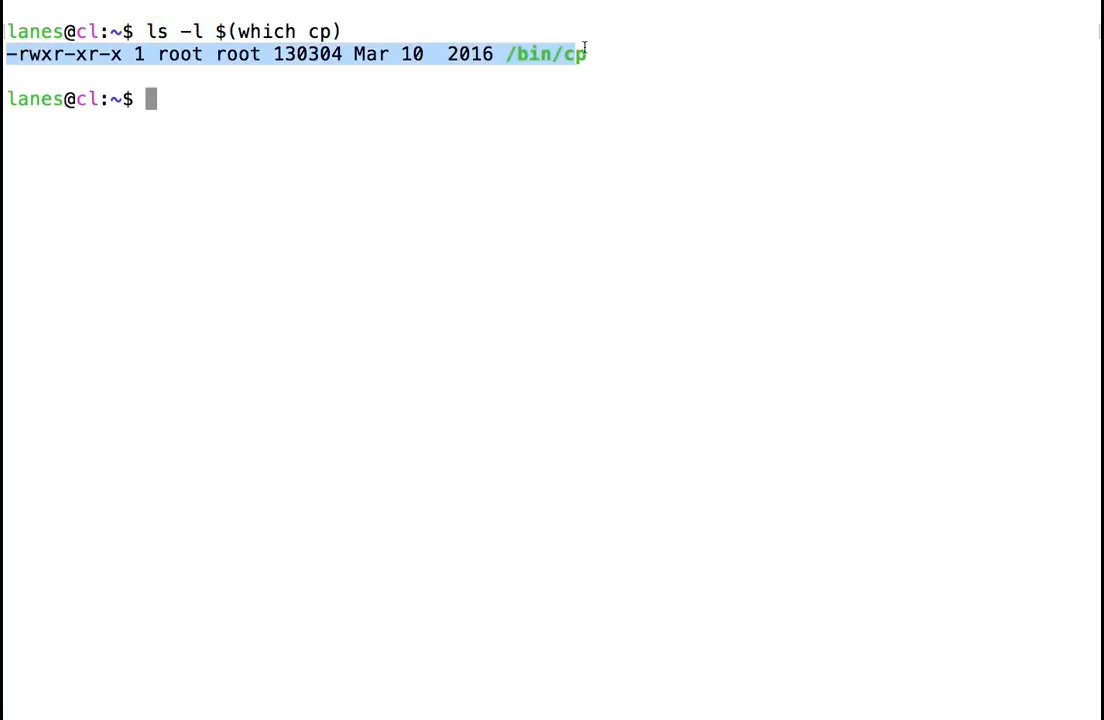 lanes@cl:~$ ls -l $(which cp)
-rwxr-xr-x 1 root root 130304 Mar 10  2016 /bin/cp
lanes@cl:~$